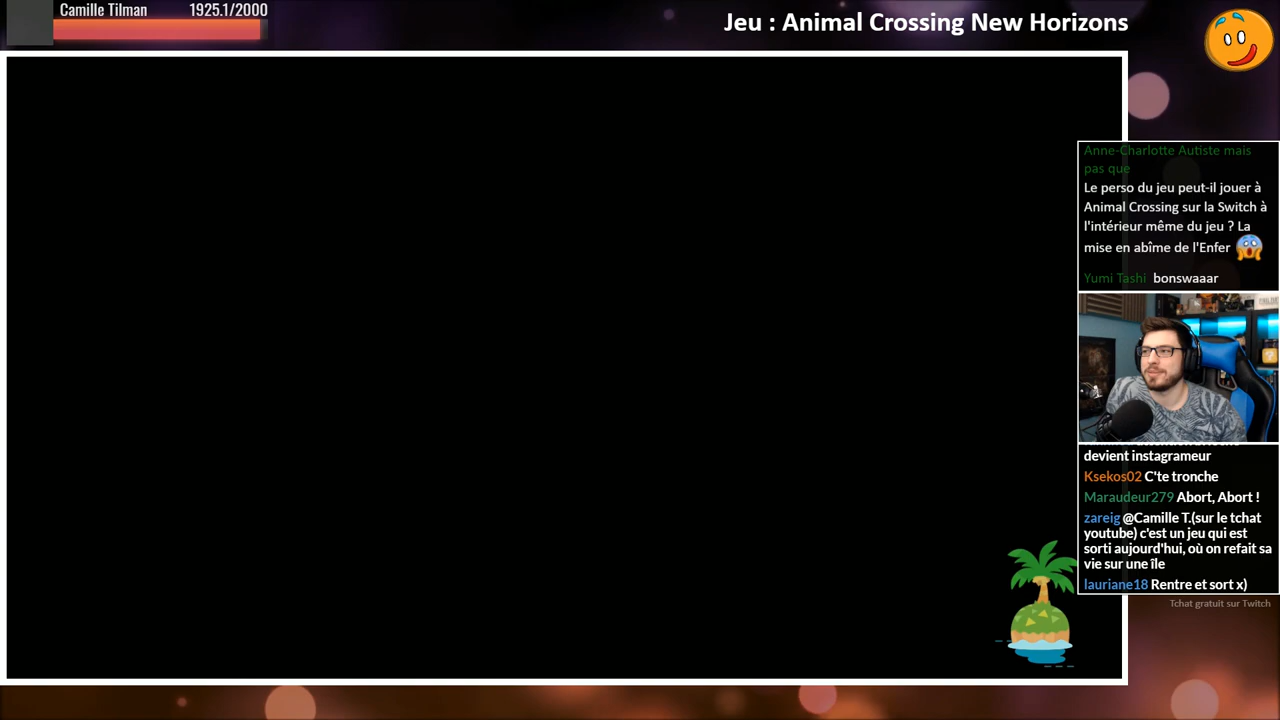 Camille Tilman 1925.1/2000
Jeu : Animal Crossing New Horizons
Anne-Charlotte Autiste mais
pas que
Le perso du jeu peut-il jouer à
Animal Crossing sur la Switch à
l'intérieur même du jeu ? La
mise en abîme de l'Enfer
Yumi Tashi bonswaaar
devient instagrameur
Ksekos02 C'te tronche
Maraudeur279 Abort, Abort !
zareig @Camille T.(sur le tchat
youtube) c'est un jeu qui est
sorti aujourd'hui, où on refait sa
vie sur une île
lauriane18 Rentre et sort x)
Tchat gratuit sur Twitch